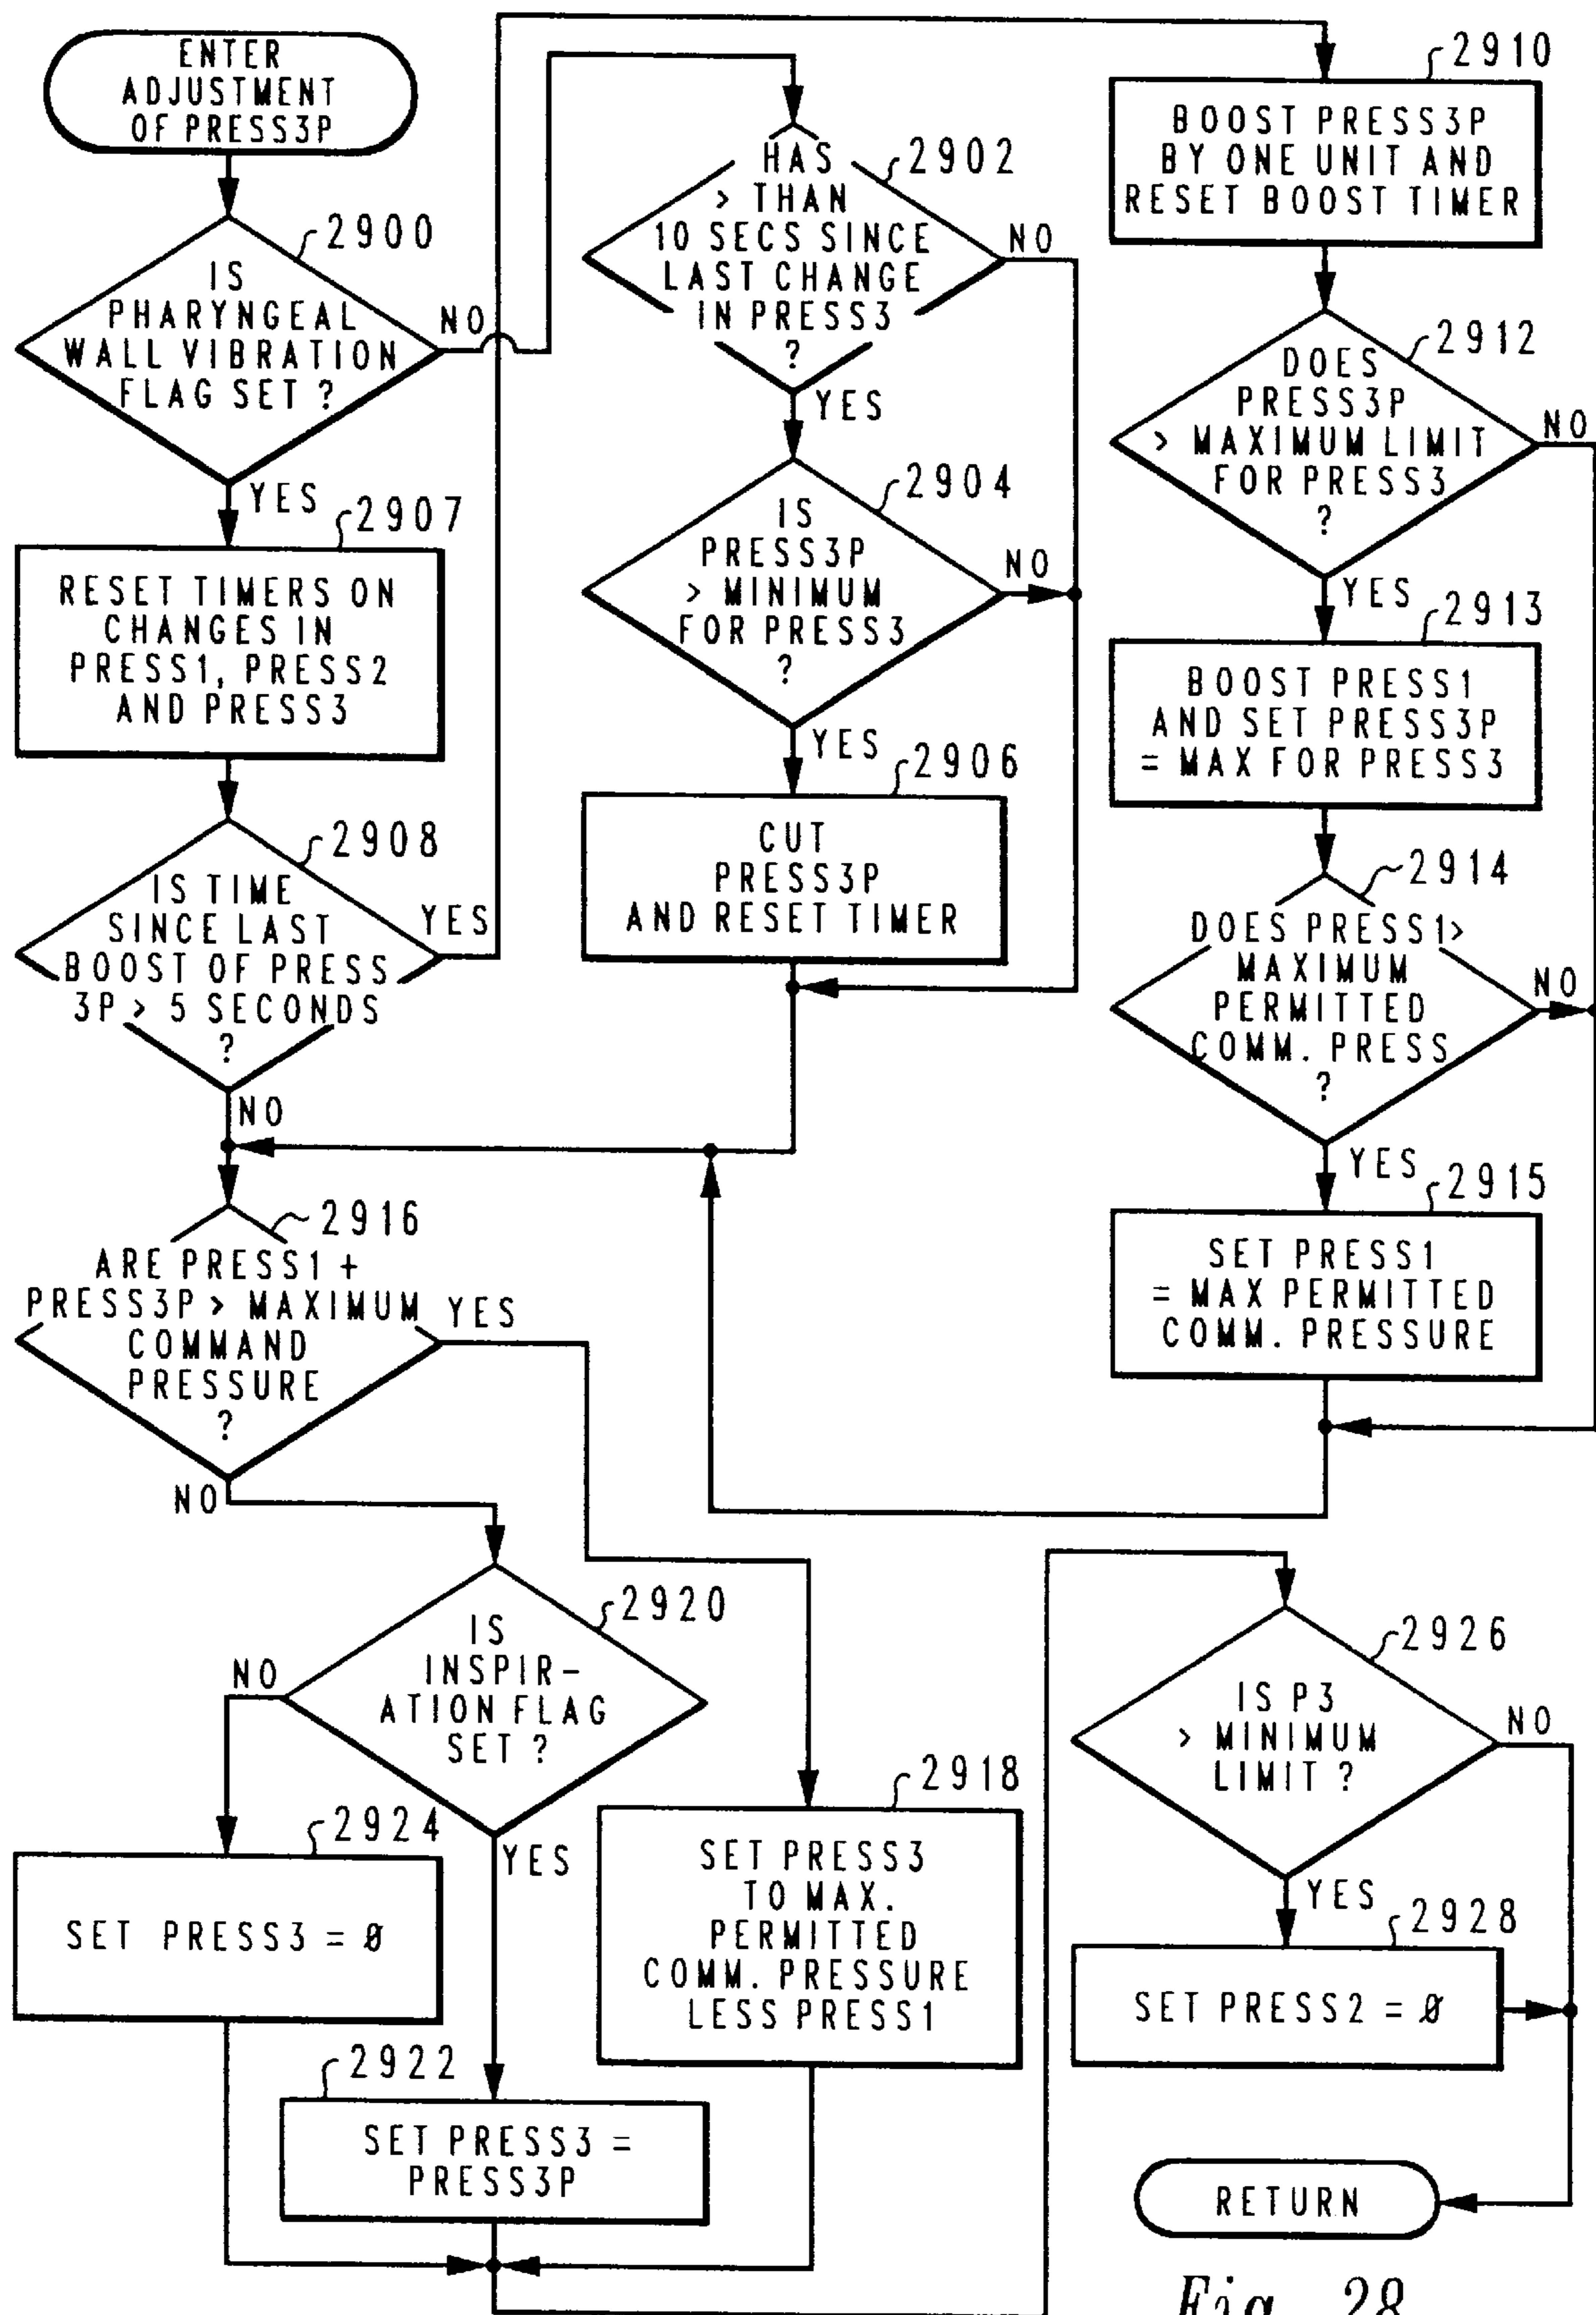 ENTER
ADJUSTMENT
OF PRESS3P
2900
IS
PHARYNGEAL
WALL VIBRATION
FLAG SET ?
NO
YES
2907
RESET TIMERS ON
CHANGES IN
PRESS1, PRESS2
AND PRESS3
2908
IS TIME
SINCE LAST
BOOST OF PRESS
3P > 5 SECONDS
?
YES
NO
2902
HAS
> THAN
10 SECS SINCE
LAST CHANGE
IN PRESS3
?
NO
YES
2904
IS
PRESS3P
> MINIMUM
FOR PRESS3
?
NO
YES
2906
CUT
PRESS3P
AND RESET TIMER
2910
BOOST PRESS3P
BY ONE UNIT AND
RESET BOOST TIMER
2912
DOES
PRESS3P
> MAXIMUM LIMIT
FOR PRESS3
?
NO
YES
2913
BOOST PRESS1
AND SET PRESS3P
= MAX FOR PRESS3
2914
DOES PRESS1>
MAXIMUM
PERMITTED
COMM. PRESS
?
NO
YES
2915
SET PRESS1
= MAX PERMITTED
COMM. PRESSURE
2916
ARE PRESS1 +
PRESS3P > MAXIMUM
COMMAND
PRESSURE
?
YES
NO
2920
IS
INSPIR-
ATION FLAG
SET ?
NO
YES
2924
SET PRESS3 = 0
2922
SET PRESS3 =
PRESS3P
2918
SET PRESS3
TO MAX.
PERMITTED
COMM. PRESSURE
LESS PRESS1
2926
IS P3
> MINIMUM
LIMIT ?
NO
YES
2928
SET PRESS2 = 0
RETURN
Fig. 28